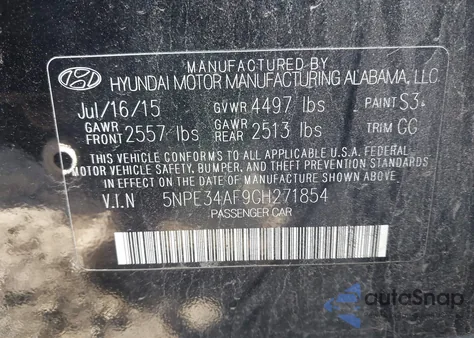 MANUFACTURED BY
HYUNDAI MOTOR MANUFACTURING ALABAMA, LLC
Jul/16/15 GVWR 4497 lbs PAINT S3
GAWR FRONT 2557 lbs GAWR REAR 2513 lbs TRIM GG
THIS VEHICLE CONFORMS TO ALL APPLICABLE U.S.A. FEDERAL
MOTOR VEHICLE SAFETY, BUMPER, AND THEFT PREVENTION STANDARDS
IN EFFECT ON THE DATE OF MANUFACTURE SHOWN ABOVE.
V.I.N 5NPE34AF9GH271854
PASSENGER CAR
autoSnap